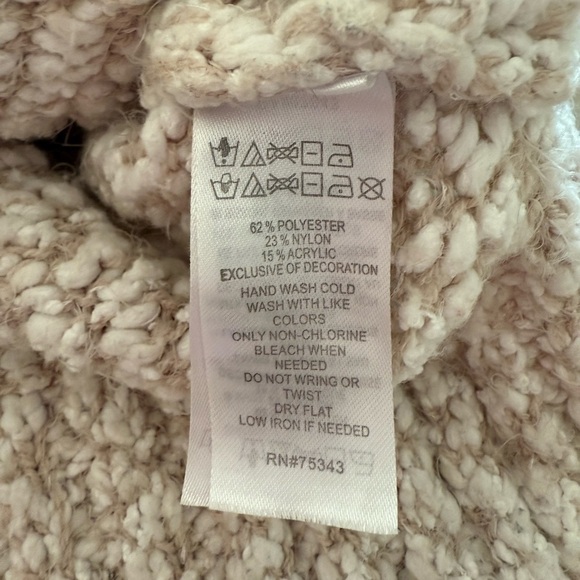 62 % POLYESTER
23 % NYLON
15 % ACRYLIC
EXCLUSIVE OF DECORATION
HAND WASH COLD
WASH WITH LIKE
COLORS
ONLY NON-CHLORINE
BLEACH WHEN
NEEDED
DO NOT WRING OR
TWIST
DRY FLAT
LOW IRON IF NEEDED
RN#75343